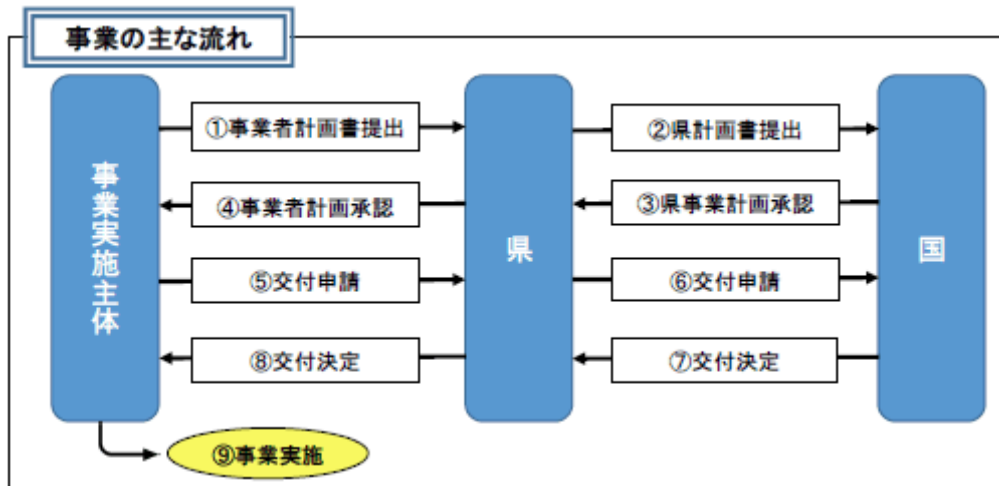 事業の主な流れ
事業実施主体
県
国
①事業者計画書提出
②県計画書提出
④事業者計画承認
③県事業計画承認
⑤交付申請
⑥交付申請
⑧交付決定
⑦交付決定
⑨事業実施